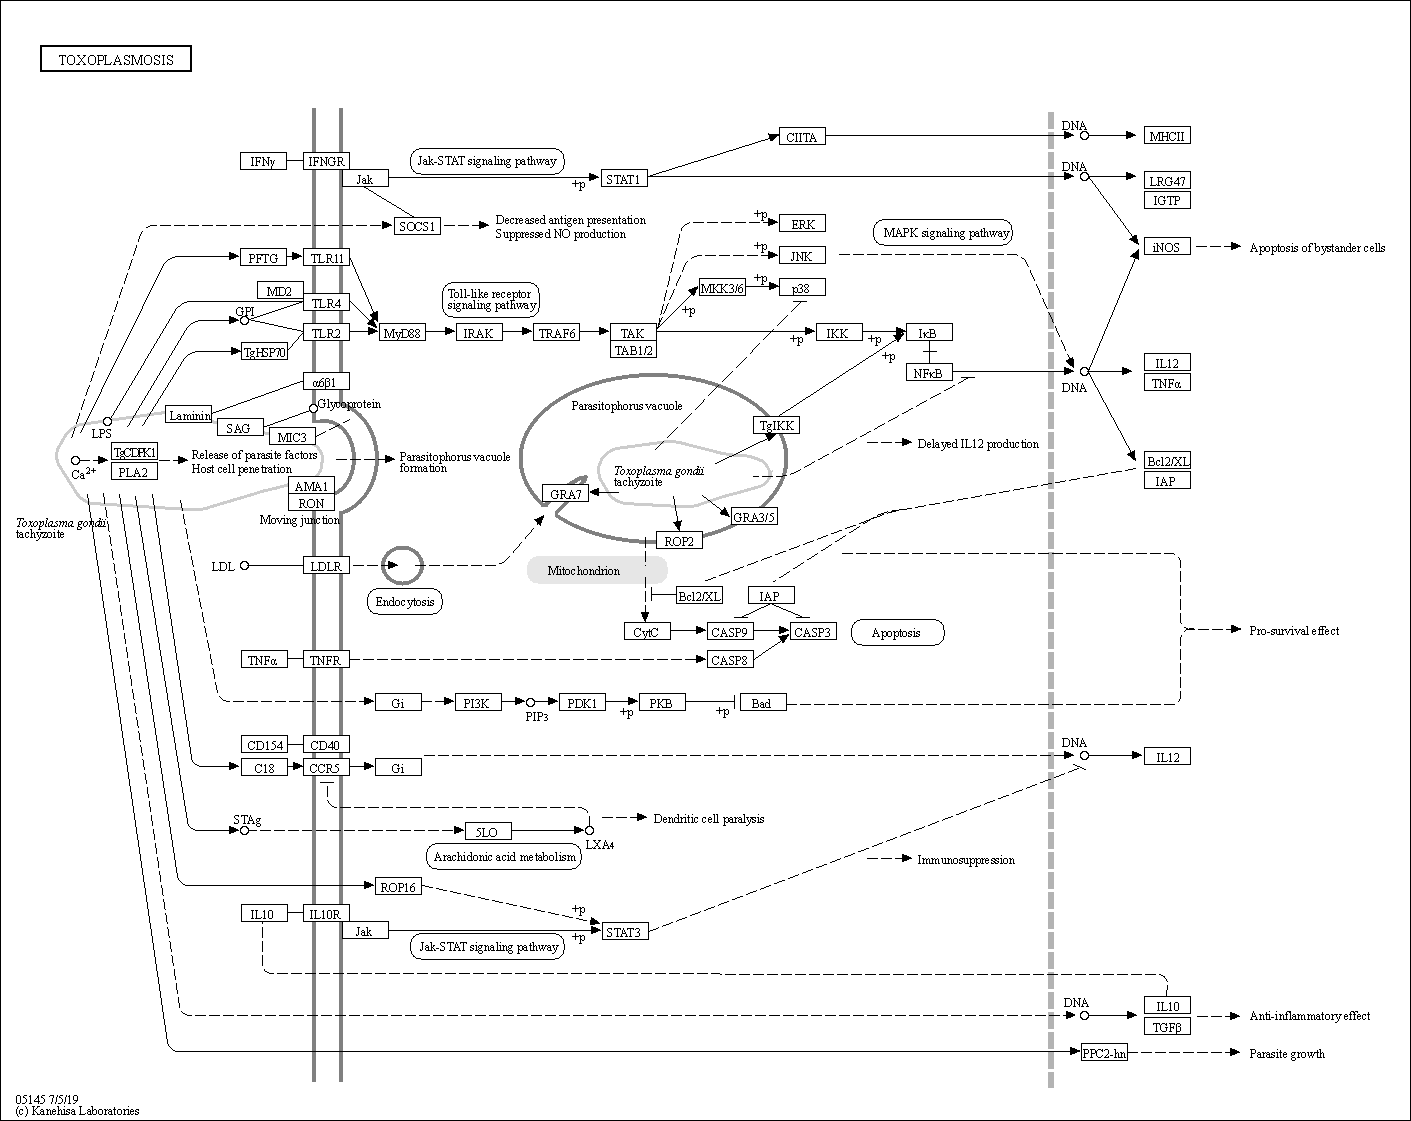 TOXOPLASMOSIS
IFNγ
IFNGR
Jak
Jak-STAT signaling pathway
+p
STAT1
CIITA
DNA
MHCII
DNA
LRG47
IGTP
SOCS1
Decreased antigen presentation
Suppressed NO production
+p
ERK
MAPK signaling pathway
iNOS
Apoptosis of bystander cells
PFTG
TLR11
+p
JNK
MD2
TLR4
Toll-like receptor
signaling pathway
MKK3/6
+p
p38
+p
GPI
TLR2
MyD88
IRAK
TRAF6
TAK
TAB1/2
+p
IKK
+p
+p
IκB
NFκB
TgHSP70
DNA
IL12
TNFα
α6β1
Glycoprotein
Laminin
SAG
MIC3
LPS
Parasitophorus vacuole
TgIKK
Delayed IL12 production
Ca2+
TgCDPK1
PLA2
Release of parasite factors
Host cell penetration
Parasitophorus vacuole
formation
Toxoplasma gondii
tachyzoite
Bcl2/XL
IAP
AMA1
RON
Moving junction
GRA7
GRA3/5
ROP2
Toxoplasma gondii
tachyzoite
LDL
LDLR
Endocytosis
Mitochondrion
Bcl2/XL
IAP
CytC
CASP9
CASP3
Apoptosis
Pro-survival effect
TNFα
TNFR
CASP8
Gi
PI3K
PIP3
PDK1
+p
PKB
+p
Bad
CD154
CD40
C18
CCR5
Gi
DNA
IL12
STAg
5LO
LXA4
Dendritic cell paralysis
Arachidonic acid metabolism
Immunosuppression
ROP16
+p
IL10
IL10R
Jak
+p
STAT3
Jak-STAT signaling pathway
DNA
IL10
TGFβ
Anti-inflammatory effect
PPC2-hn
Parasite growth
05145 7/5/19
(c) Kanehisa Laboratories